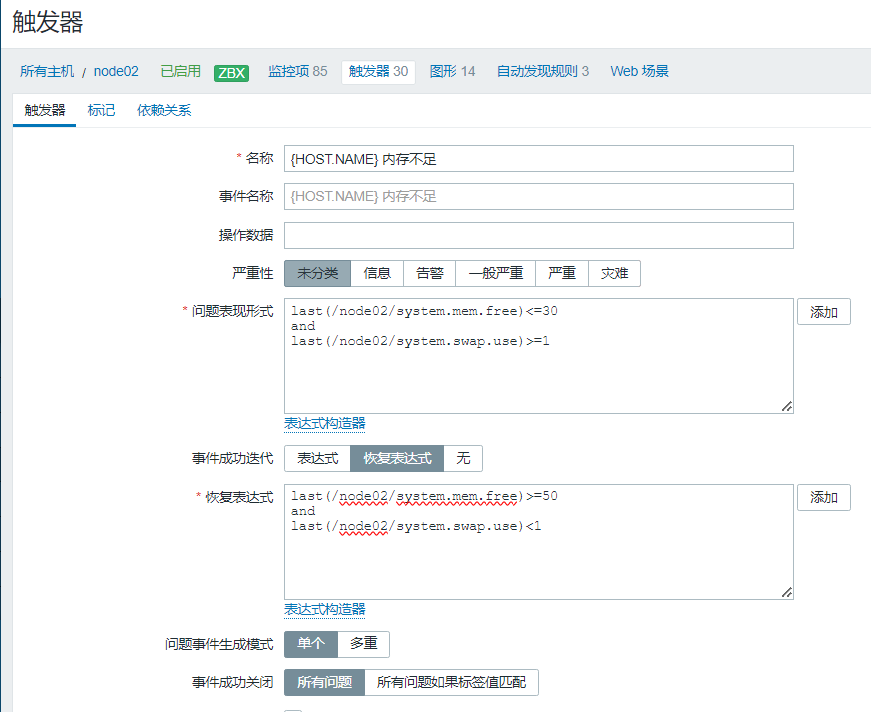 触发器
所有主机 / node02 已启用 ZBX 监控项 85 触发器 30 图形 14 自动发现规则 3 Web 场景
触发器 标记 依赖关系
* 名称 {HOST.NAME} 内存不足
事件名称 {HOST.NAME} 内存不足
操作数据
严重性 未分类 信息 告警 一般严重 严重 灾难
* 问题表现形式 last(/node02/system.mem.free)<=30 添加
and
last(/node02/system.swap.use)>=1
表达式构造器
事件成功迭代 表达式 恢复表达式 无
* 恢复表达式 last(/node02/system.mem.free)>=50 添加
and
last(/node02/system.swap.use)<1
表达式构造器
问题事件生成模式 单个 多重
事件成功关闭 所有问题 所有问题如果标签值匹配